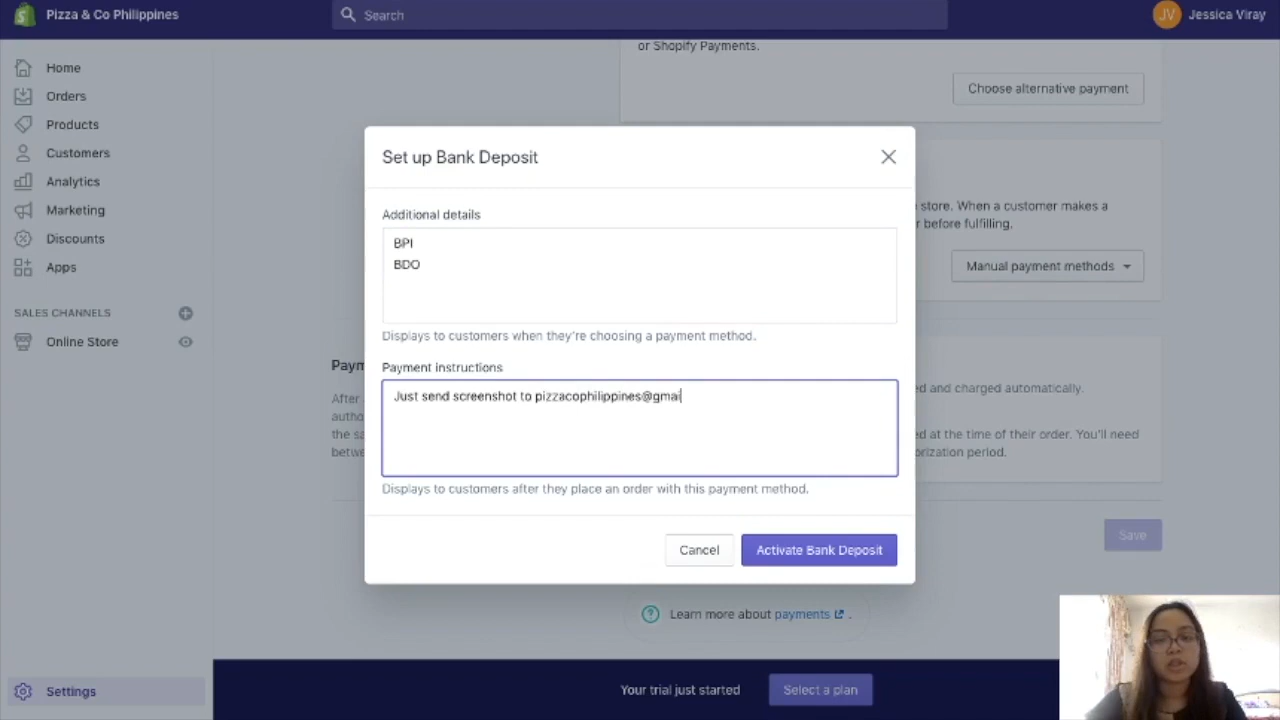 Pizza & Co Philippines
Search
JV
Jessica Viray
Home
Orders
Products
Customers
Analytics
Marketing
Discounts
Apps
SALES CHANNELS
Online Store
Settings
or Shopify Payments.
Choose alternative payment
store. When a customer makes a
before fulfilling.
Manual payment methods
Set up Bank Deposit
Additional details
BPI
BDO
Displays to customers when they're choosing a payment method.
Payment instructions
Just send screenshot to pizzacophilippines@gmai
Displays to customers after they place an order with this payment method.
Cancel
Activate Bank Deposit
Paym
After
autho
the sa
betwe
ed and charged automatically.
ed at the time of their order. You'll need
orization period.
Save
Learn more about payments .
Your trial just started
Select a plan